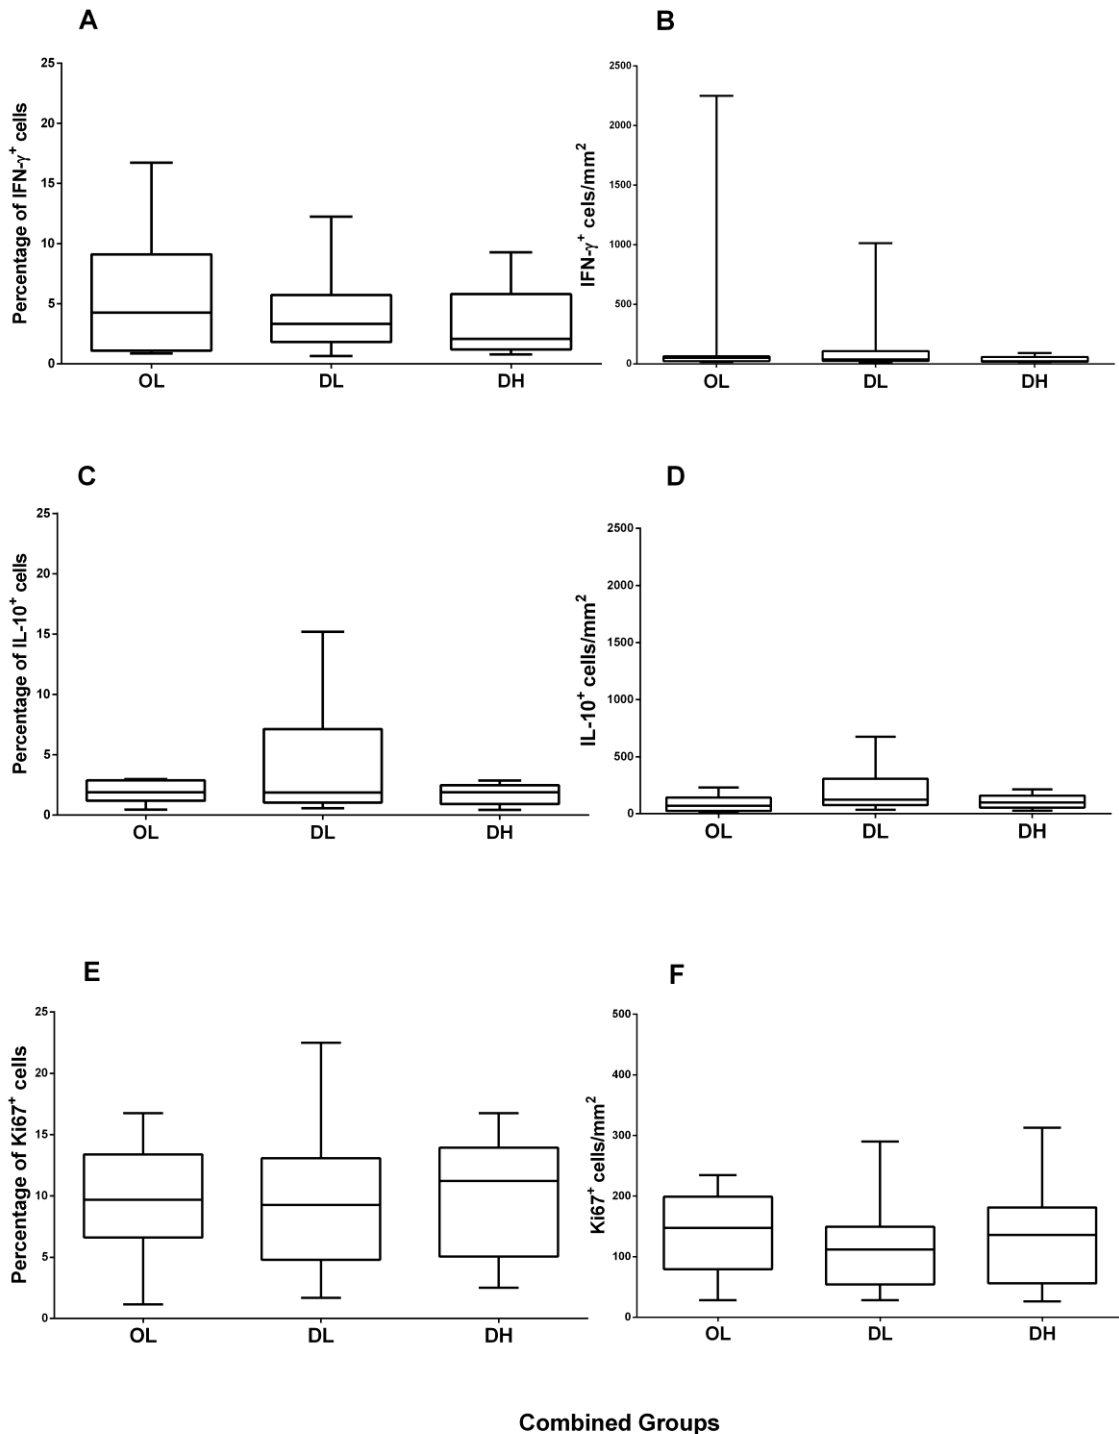 A
Percentage of IFN-γ+ cells
25
20
15
10
5
0
OL DL DH
B
IFN-γ+ cels/mm2
2500
2000
1500
1000
500
0
OL DL DH
C
Percentage of IL-10+ cells
25
20
15
10
5
0
OL DL DH
D
IL-10+ cells/mm2
2500
2000
1500
1000
500
0
OL DL DH
E
Percentage of Ki67+ cells
25
20
15
10
5
0
OL DL DH
F
Ki67+ cells/mm2
500
400
300
200
100
0
OL DL DH
Combined Groups